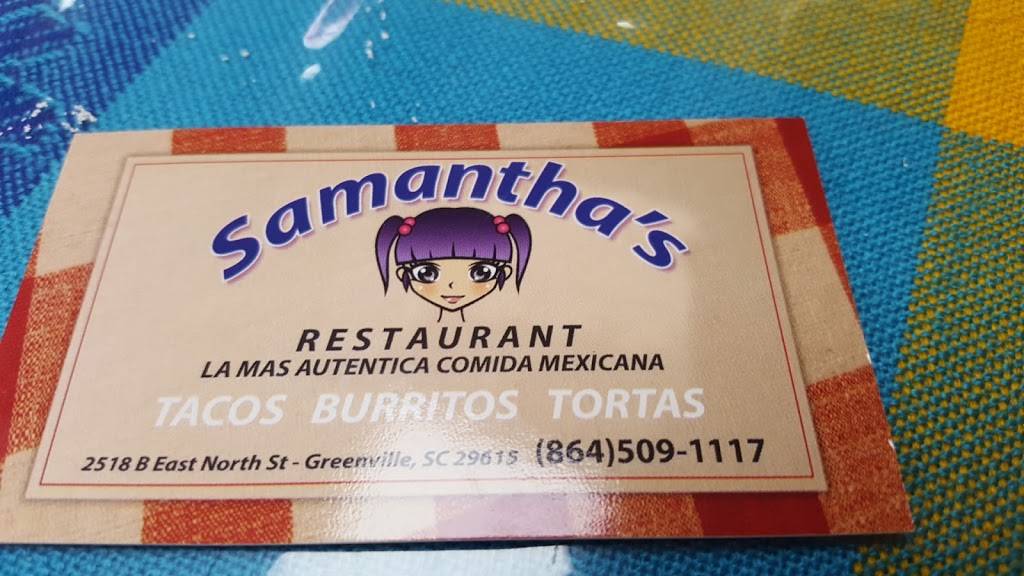 Samantha's
RESTAURANT
LA MAS AUTENTICA COMIDA MEXICANA
TACOS BURRITOS TORTAS
2518 B East North St - Greenville, SC 29615 (864)509-1117